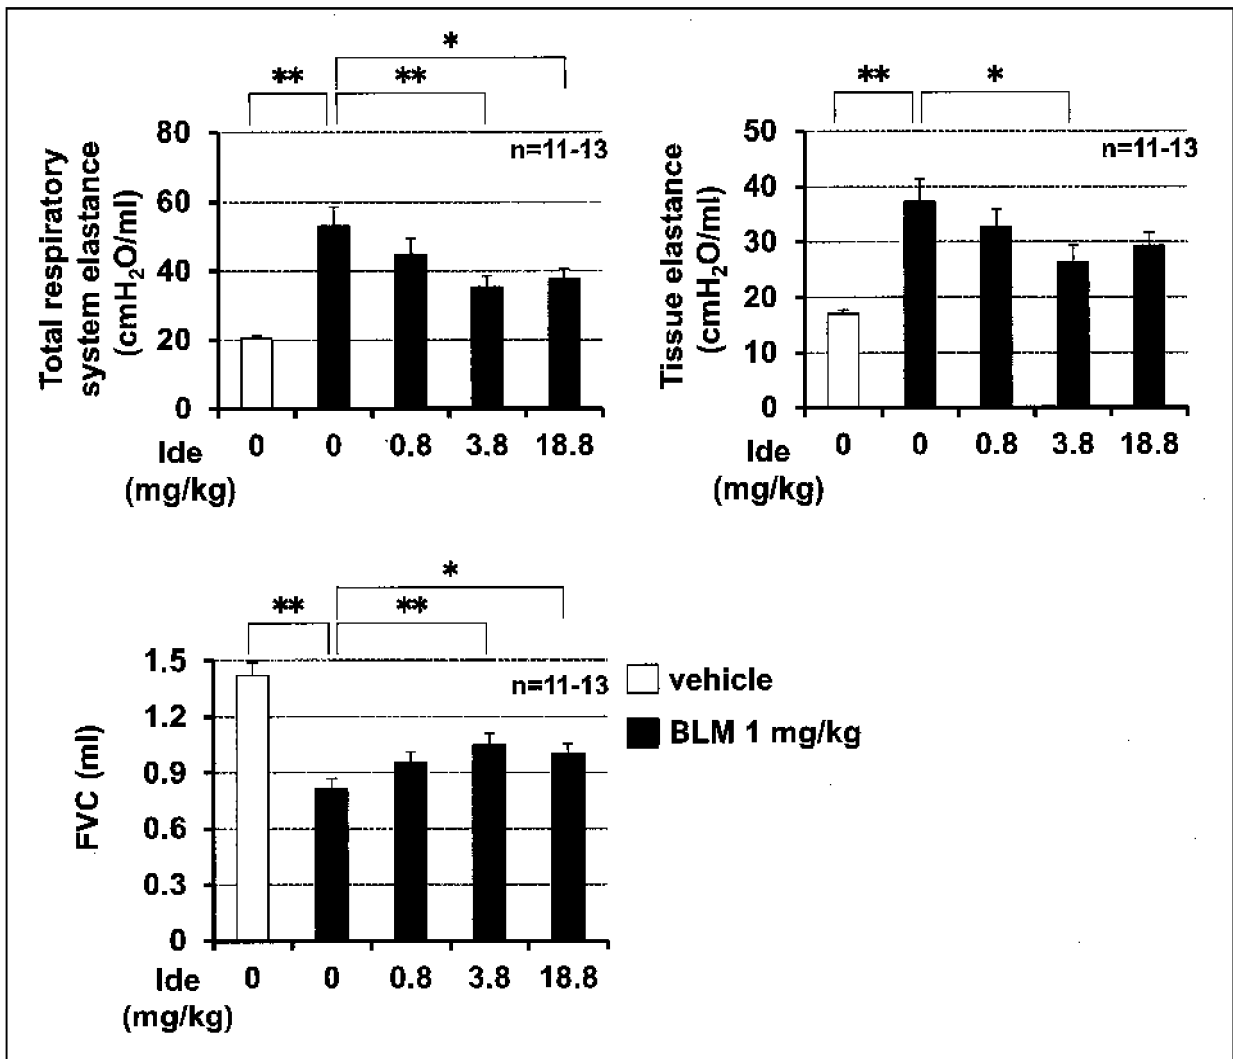 *
** **
80
60
40
20
0
n=11-13
Total respiratory
system elastance
(cmH₂O/ml)
Ide 0 0 0.8 3.8 18.8
(mg/kg)
** *
50
40
30
20
10
0
n=11-13
Tissue elastance
(cmH₂O/ml)
Ide 0 0 0.8 3.8 18.8
(mg/kg)
*
** **
1.5
1.2
0.9
0.6
0.3
0
n=11-13
FVC (ml)
Ide 0 0 0.8 3.8 18.8
(mg/kg)
vehicle
BLM 1 mg/kg